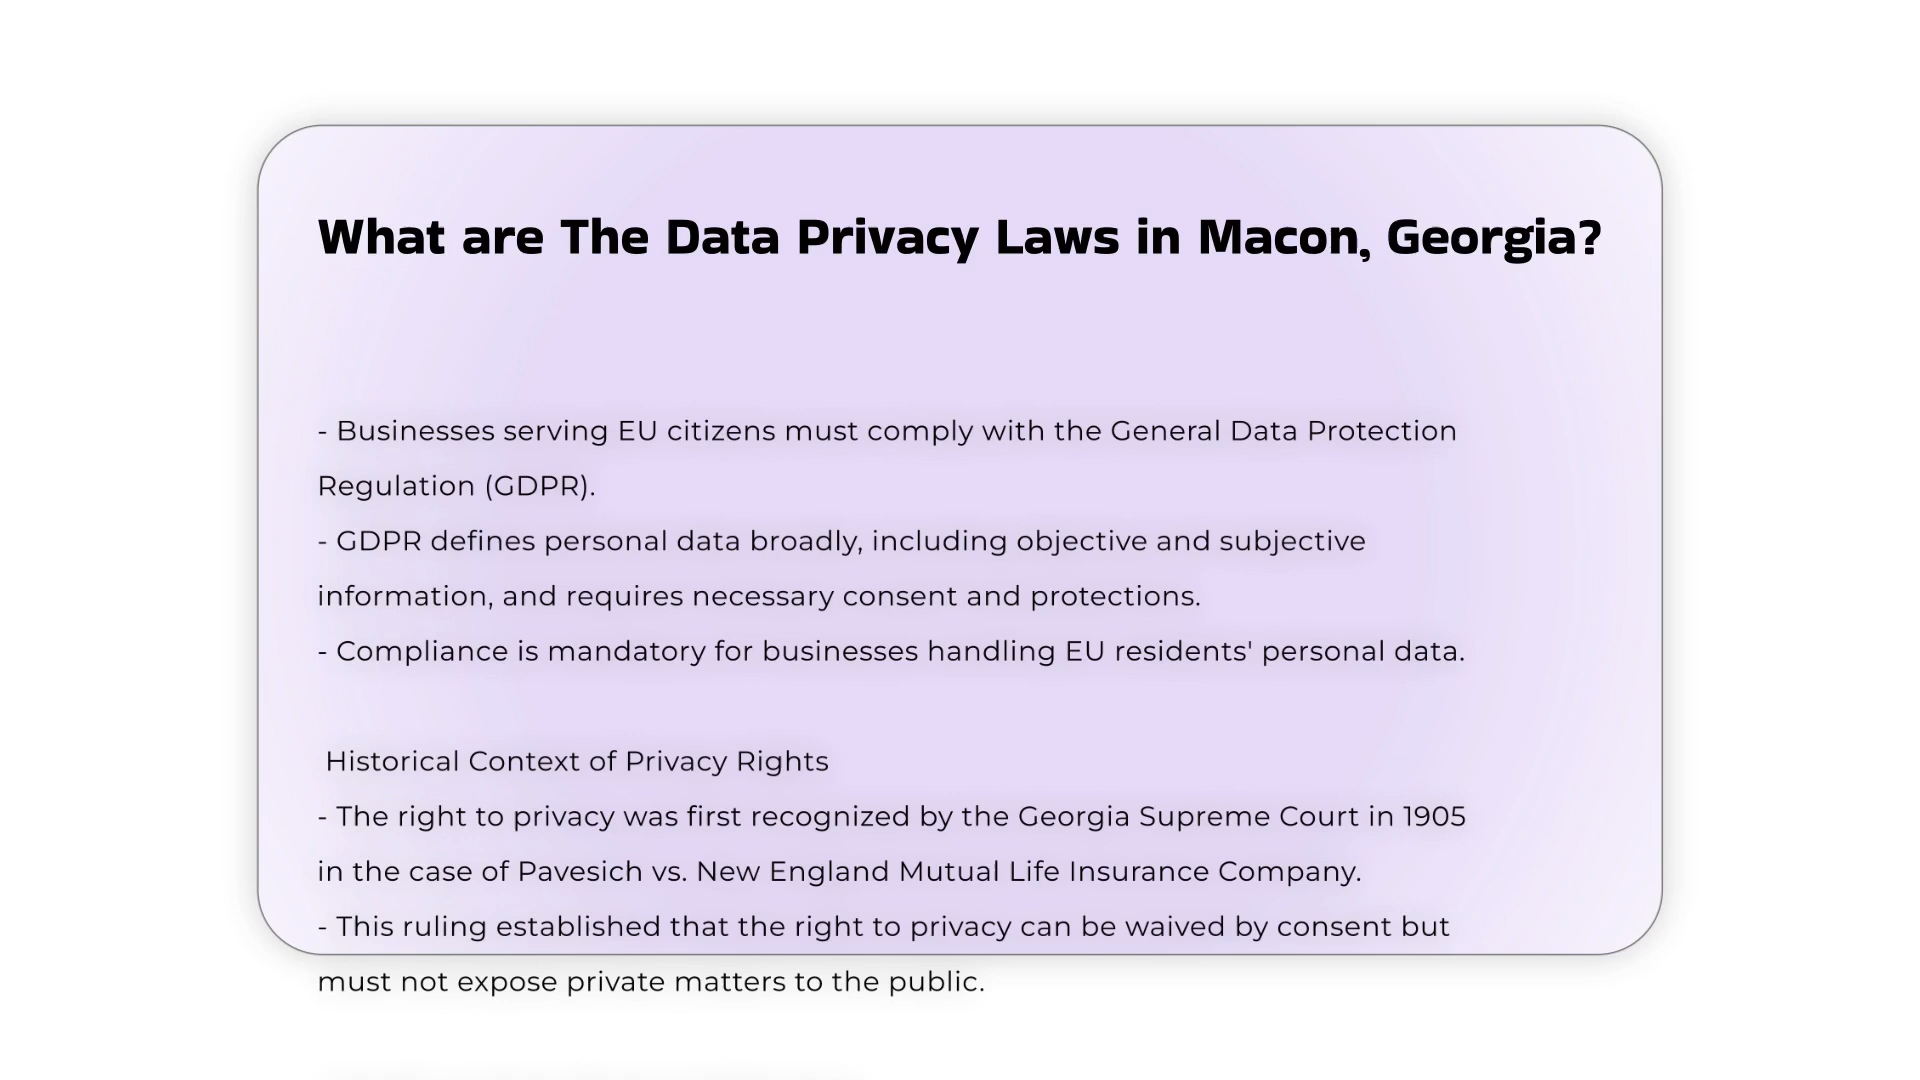 What are The Data Privacy Laws in Macon, Georgia?
- Businesses serving EU citizens must comply with the General Data Protection
Regulation (GDPR).
- GDPR defines personal data broadly, including objective and subjective
information, and requires necessary consent and protections.
- Compliance is mandatory for businesses handling EU residents' personal data.
Historical Context of Privacy Rights
- The right to privacy was first recognized by the Georgia Supreme Court in 1905
in the case of Pavesich vs. New England Mutual Life Insurance Company.
- This ruling established that the right to privacy can be waived by consent but
must not expose private matters to the public.